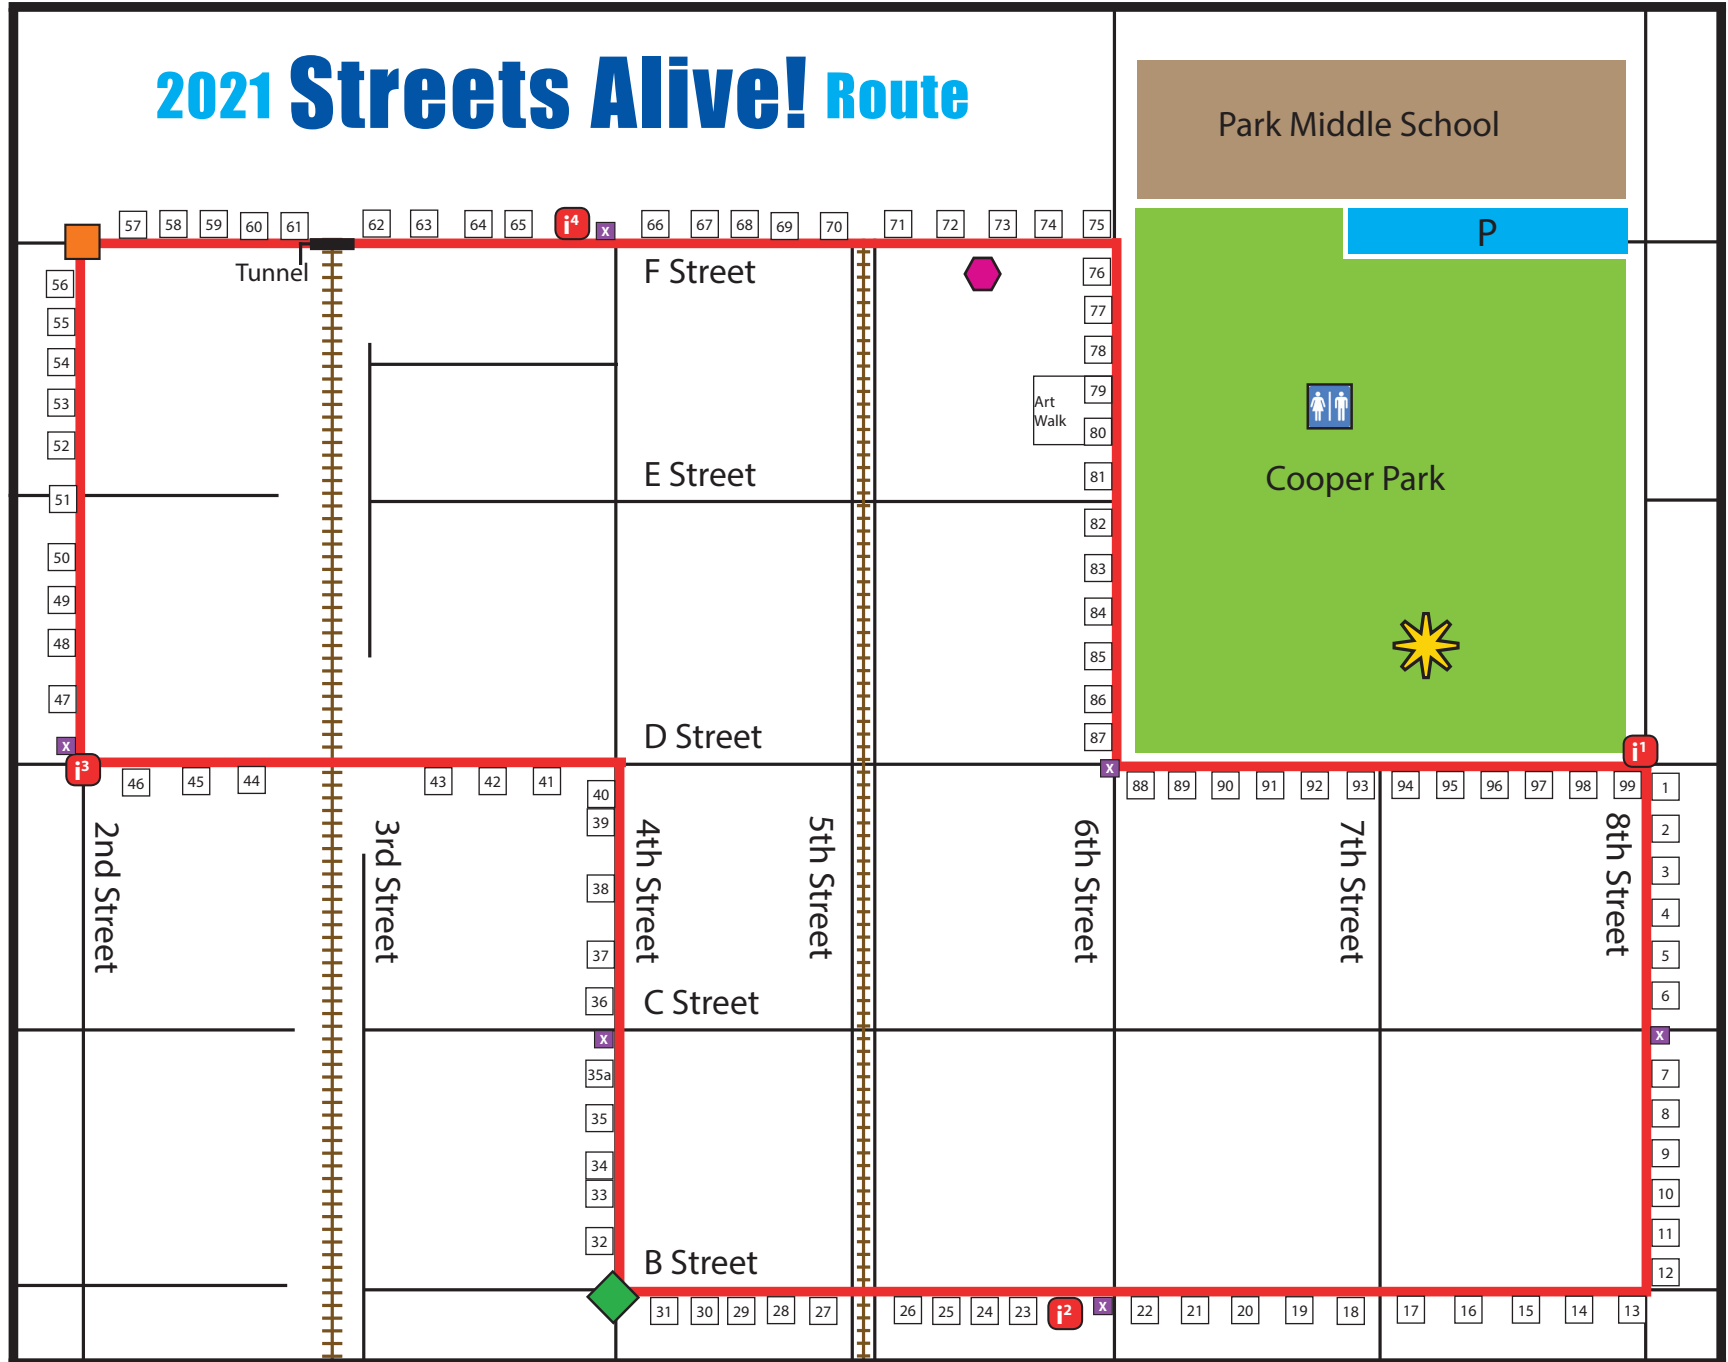 2021 Streets Alive! Route
Park Middle School
P
57 58 59 60 61 62 63 64 65 i4 X 66 67 68 69 70 71 72 73 74 75
Tunnel
F Street
56
55
54
53
52
51
50
49
48
47
X
i3
76
77
78
79
80
81
82
83
84
85
86
87
X
Art
Walk
Cooper Park
E Street
D Street
i1
46 45 44 43 42 41
88 89 90 91 92 93 94 95 96 97 98 99
40
39
38
37
36
X
35a
35
34
33
32
2nd Street
3rd Street
4th Street
5th Street
6th Street
7th Street
8th Street
1
2
3
4
5
6
X
7
8
9
10
11
12
C Street
B Street
31 30 29 28 27 26 25 24 23 i2 X 22 21 20 19 18 17 16 15 14 13